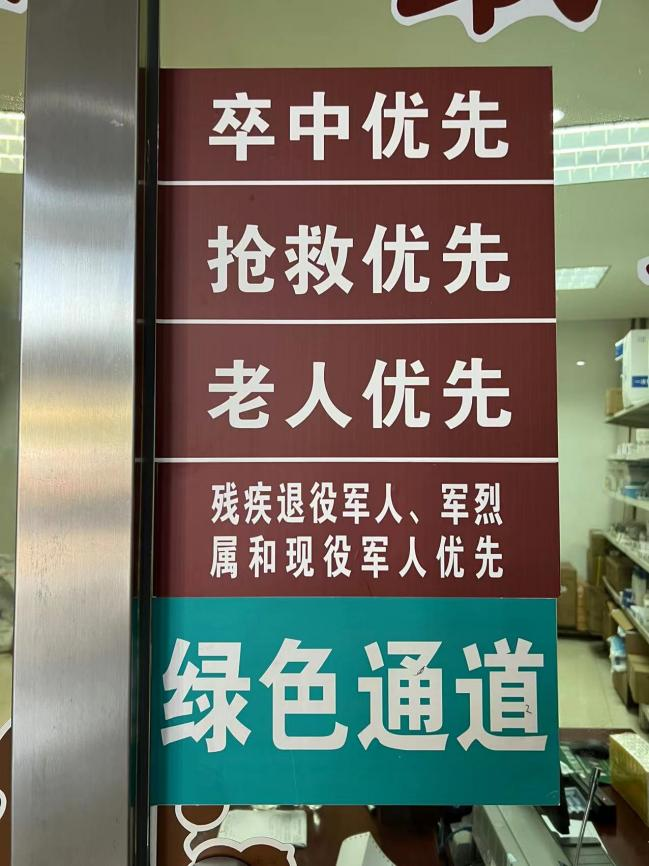 卒中优先
抢救优先
老人优先
残疾退役军人、军烈
属和现役军人优先
绿色通道